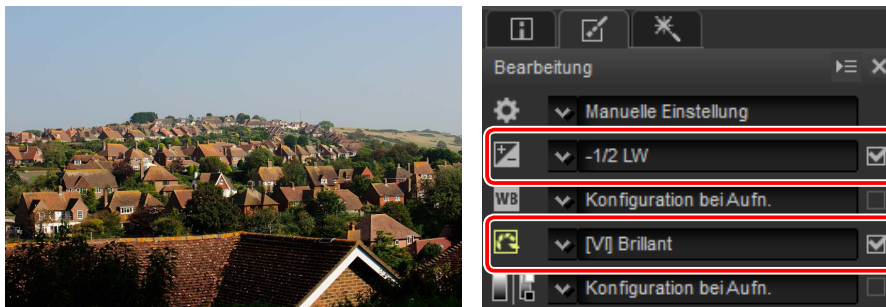 Bearbeitung
Manuelle Einstellung
-1/2 LW
WB Konfiguration bei Aufn.
[VI] Brillant
Konfiguration bei Aufn.